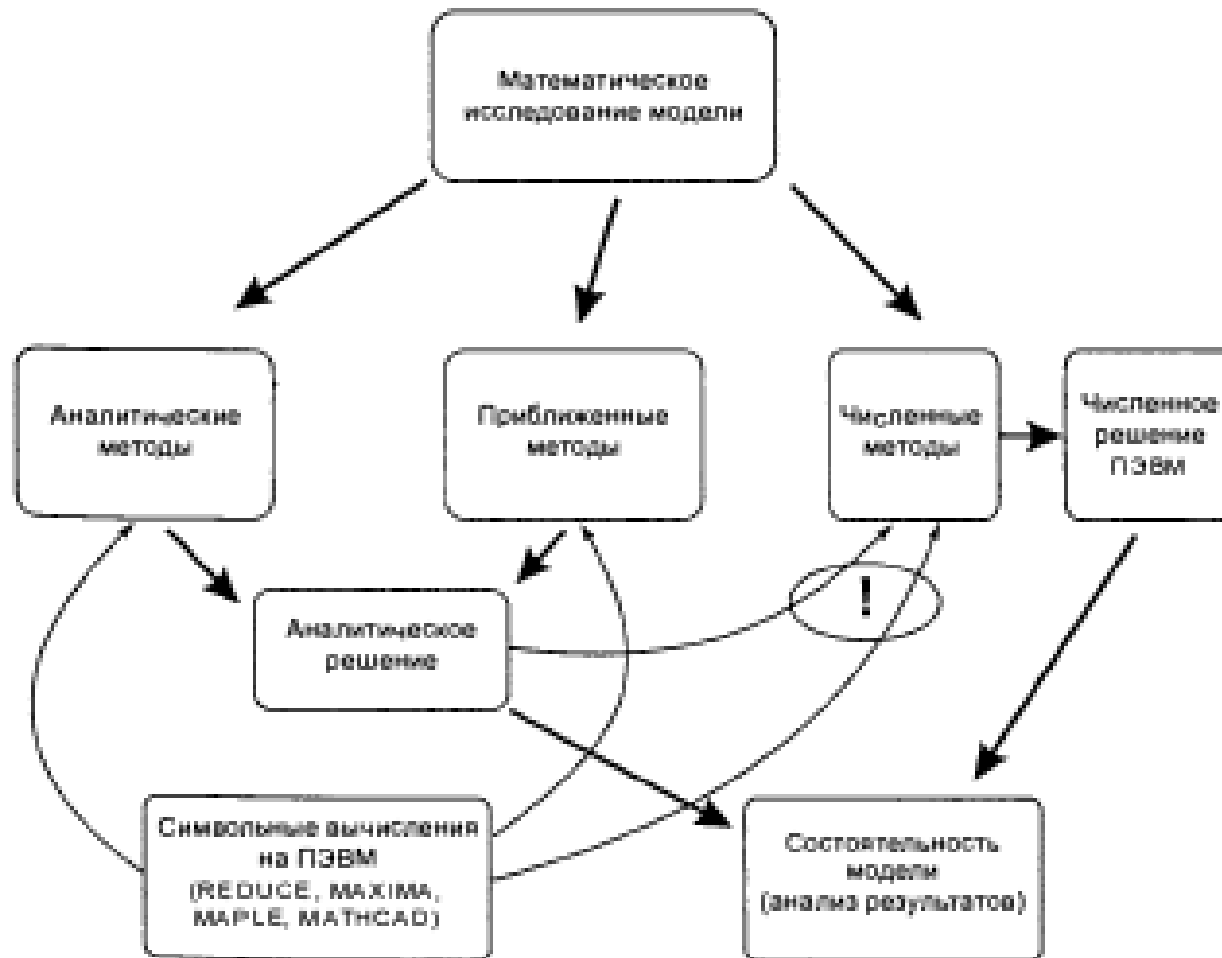 Математическое
исследование модели
Аналитические
методы
Приближенные
методы
Численные
методы
Численное
решение
ПЭВМ
!
Аналитическое
решение
Символьные вычисления
на ПЭВМ
(REDUCE, MAXIMA,
MAPLE, MATHCAD)
Состоятельность
модели
(анализ результатов)